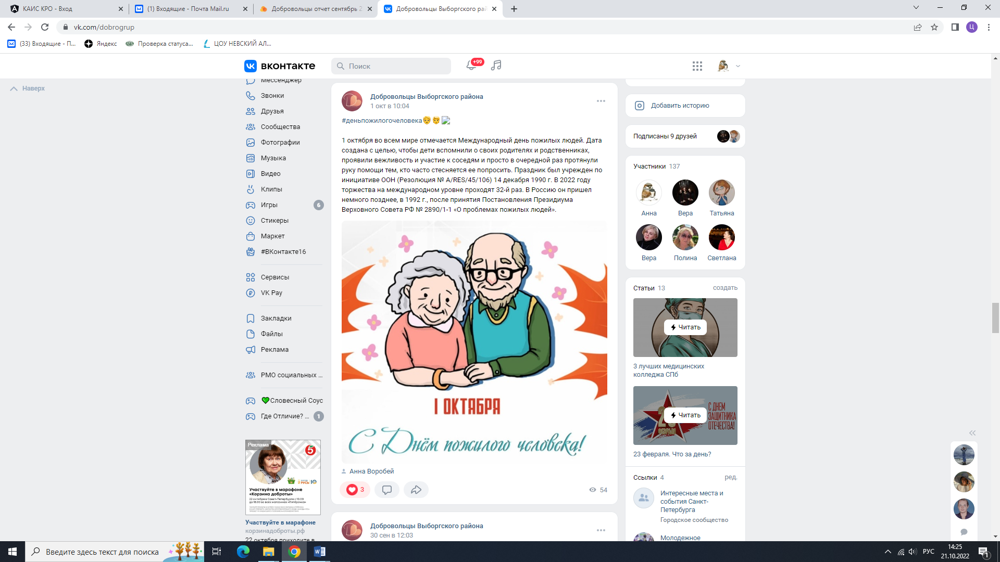 КАИС КРО - Вход
(1) Входящие - Почта Mail.ru
Добровольцы отчет сентябрь 2
Добровольцы Выборгского рай
vk.com/dobrogrup
Ц
(33) Входящие - П...
Яндекс
Проверка статуса...
ЦОУ НЕВСКИЙ АЛ...
вконтакте
Поиск
+99
Наверх
Мессенджер
Звонки
Друзья
Сообщества
Фотографии
Музыка
Видео
Клипы
Игры 6
Стикеры
Маркет
#ВКонтакте16
Сервисы
VK Pay
Закладки
Файлы
Реклама
РМО социальных ...
Словесный Соус
Где Отличие? ... 1
Реклама
5
Участвуйте в марафоне
«Корзина доброты»
22 октября в Санкт-Петербурге с 10.00
до 18.00 во всех магазинах «Пятёрочка»
Участвуйте в марафоне
корзинадоброты.рф
22 октября приходите в
Добровольцы Выборгского района
1 окт в 10:04
#деньпожилогочеловека
1 октября во всем мире отмечается Международный день пожилых людей. Дата
создана с целью, чтобы дети вспомнили о своих родителях и родственниках,
проявили вежливость и участие к соседям и просто в очередной раз протянули
руку помощи тем, кто часто стесняется ее попросить. Праздник был учрежден по
инициативе ООН (Резолюция № A/RES/45/106) 14 декабря 1990 г. В 2022 году
торжества на международном уровне проходят 32-й раз. В Россию он пришел
немного позднее, в 1992 г., после принятия Постановления Президиума
Верховного Совета РФ № 2890/1-1 «О проблемах пожилых людей».
1 ОКТЯБРЯ
С Днём пожилого человека!
Анна Воробей
3
54
Добровольцы Выборгского района
30 сен в 12:03
Добавить историю
Подписаны 9 друзей
Участники 137
Анна Вера Татьяна
Вера Полина Светлана
Статьи 13 создать
Читать
3 лучших медицинских
колледжа СПб
С ДНЕМ
ЗАЩИТНИКА
ОТЕЧЕСТВА!
23
ФЕВРАЛЯ
Читать
23 февраля. Что за день?
Ссылки 4 ред.
Интересные места и
события Санкт-
Петербурга
Городское сообщество
Молодежное
Введите здесь текст для поиска
РУС
14:25
21.10.2022
1